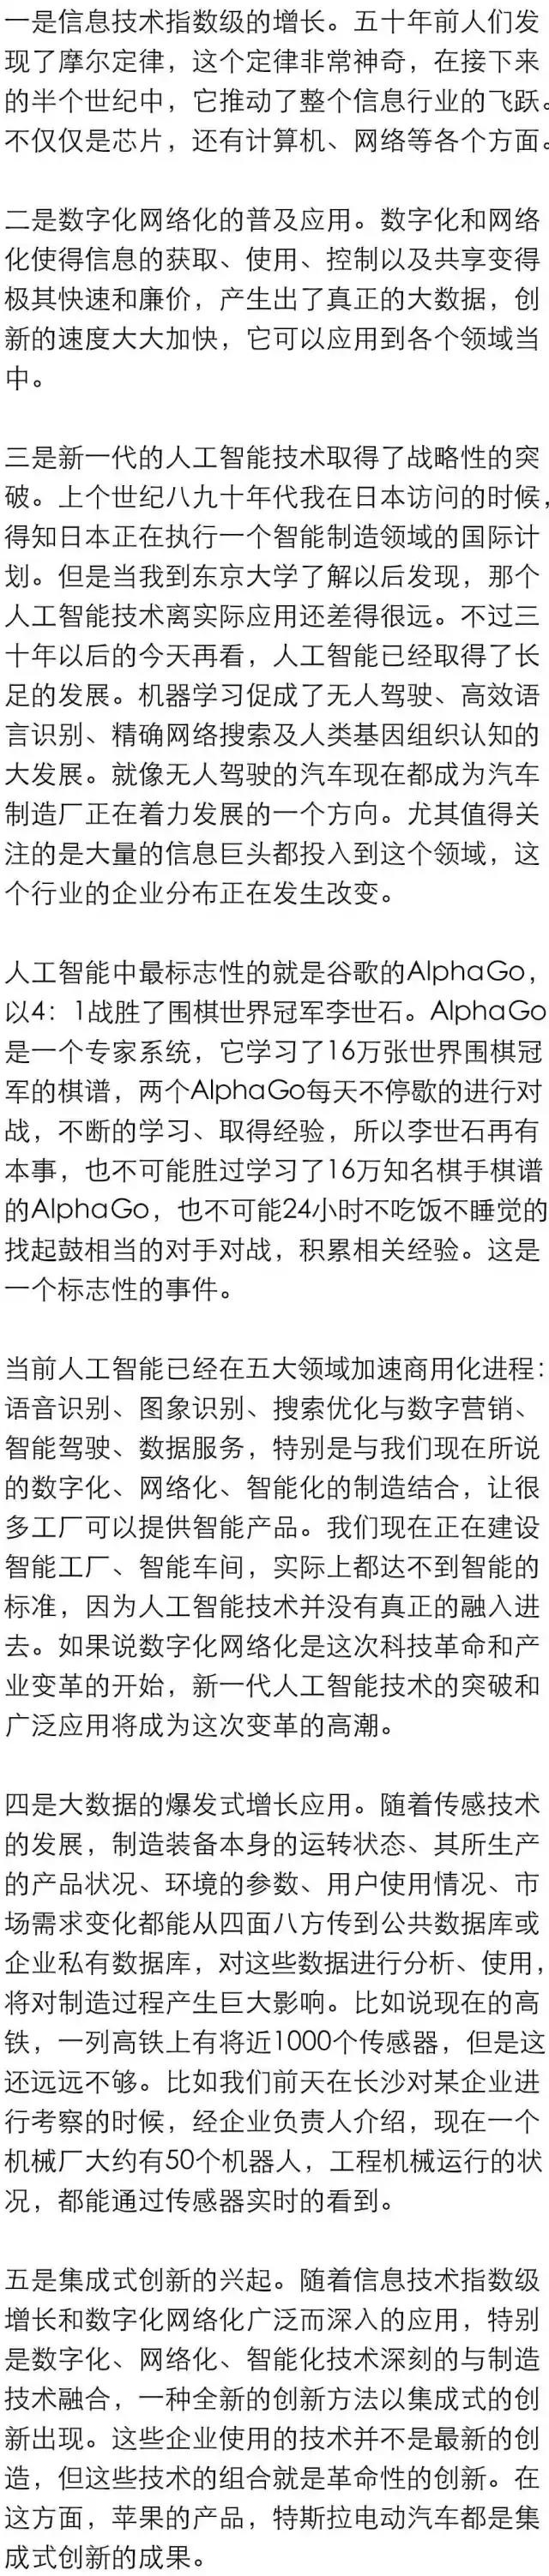 一是信息技术指数级的增长。五十年前人们发
现了摩尔定律，这个定律非常神奇，在接下来
的半个世纪中，它推动了整个信息行业的飞跃。
不仅仅是芯片，还有计算机、网络等各个方面。
二是数字化网络化的普及应用。数字化和网络
化使得信息的获取、使用、控制以及共享变得
极其快速和廉价，产生出了真正的大数据，创
新的速度大大加快，它可以应用到各个领域当
中。
三是新一代的人工智能技术取得了战略性的突
破。上个世纪八九十年代我在日本访问的时候，
得知日本正在执行一个智能制造领域的国际计
划。但是当我到东京大学了解以后发现，那个
人工智能技术离实际应用还差得很远。不过三
十年以后的今天再看，人工智能已经取得了长
足的发展。机器学习促成了无人驾驶、高效语
言识别、精确网络搜索及人类基因组织认知的
大发展。就像无人驾驶的汽车现在都成为汽车
制造厂正在着力发展的一个方向。尤其值得关
注的是大量的信息巨头都投入到这个领域，这
个行业的企业分布正在发生改变。
人工智能中最标志性的就是谷歌的AlphaGo，
以4：1战胜了围棋世界冠军李世石。AlphaGo
是一个专家系统，它学习了16万张世界围棋冠
军的棋谱，两个AlphaGo每天不停歇的进行对
战，不断的学习、取得经验，所以李世石再有
本事，也不可能胜过学习了16万知名棋手棋谱
的AlphaGo，也不可能24小时不吃饭不睡觉的
找起鼓相当的对手对战，积累相关经验。这是
一个标志性的事件。
当前人工智能已经在五大领域加速商用化进程：
语音识别、图象识别、搜索优化与数字营销、
智能驾驶、数据服务，特别是与我们现在所说
的数字化、网络化、智能化的制造结合，让很
多工厂可以提供智能产品。我们现在正在建设
智能工厂、智能车间，实际上都达不到智能的
标准，因为人工智能技术并没有真正的融入进
去。如果说数字化网络化是这次科技革命和产
业变革的开始，新一代人工智能技术的突破和
广泛应用将成为这次变革的高潮。
四是大数据的爆发式增长应用。随着传感技术
的发展，制造装备本身的运转状态、其所生产
的产品状况、环境的参数、用户使用情况、市
场需求变化都能从四面八方传到公共数据库或
企业私有数据库，对这些数据进行分析、使用，
将对制造过程产生巨大影响。比如说现在的高
铁，一列高铁上有将近1000个传感器，但是这
还远远不够。比如我们前天在长沙对某企业进
行考察的时候，经企业负责人介绍，现在一个
机械厂大约有50个机器人，工程机械运行的状
况，都能通过传感器实时的看到。
五是集成式创新的兴起。随着信息技术指数级
增长和数字化网络化广泛而深入的应用，特别
是数字化、网络化、智能化技术深刻的与制造
技术融合，一种全新的创新方法以集成式的创
新出现。这些企业使用的技术并不是最新的创
造，但这些技术的组合就是革命性的创新。在
这方面，苹果的产品，特斯拉电动汽车都是集
成式创新的成果。